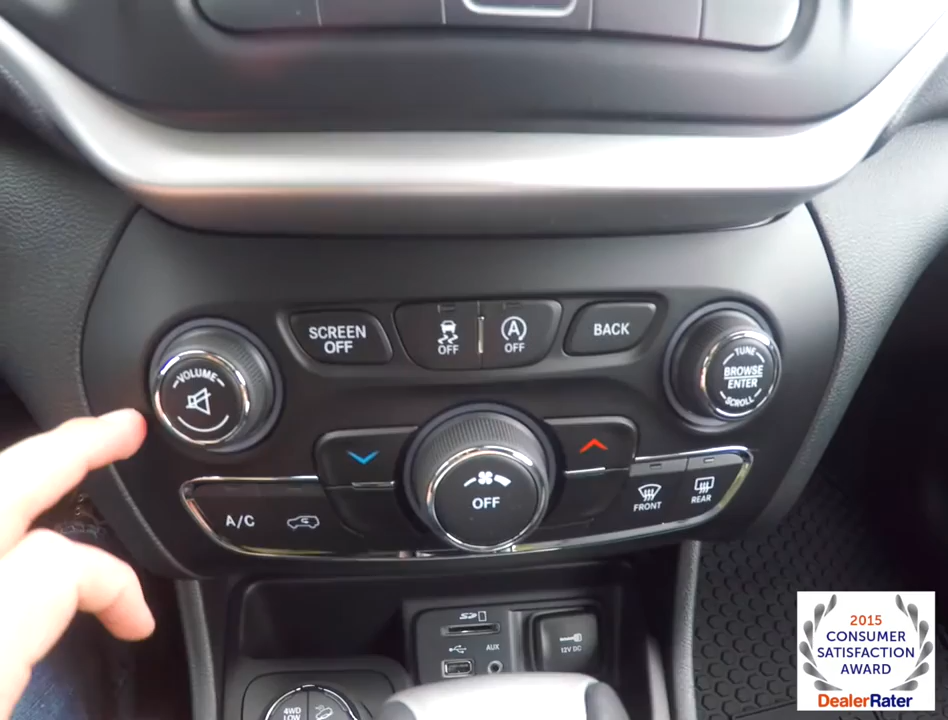 SCREEN
OFF
OFF
A
OFF
BACK
VOLUME
TUNE
BROWSE
ENTER
SCROLL
OFF
A/C
FRONT
REAR
SD
AUX
12V DC
4WD
LOW
2015
CONSUMER
SATISFACTION
AWARD
DealerRater